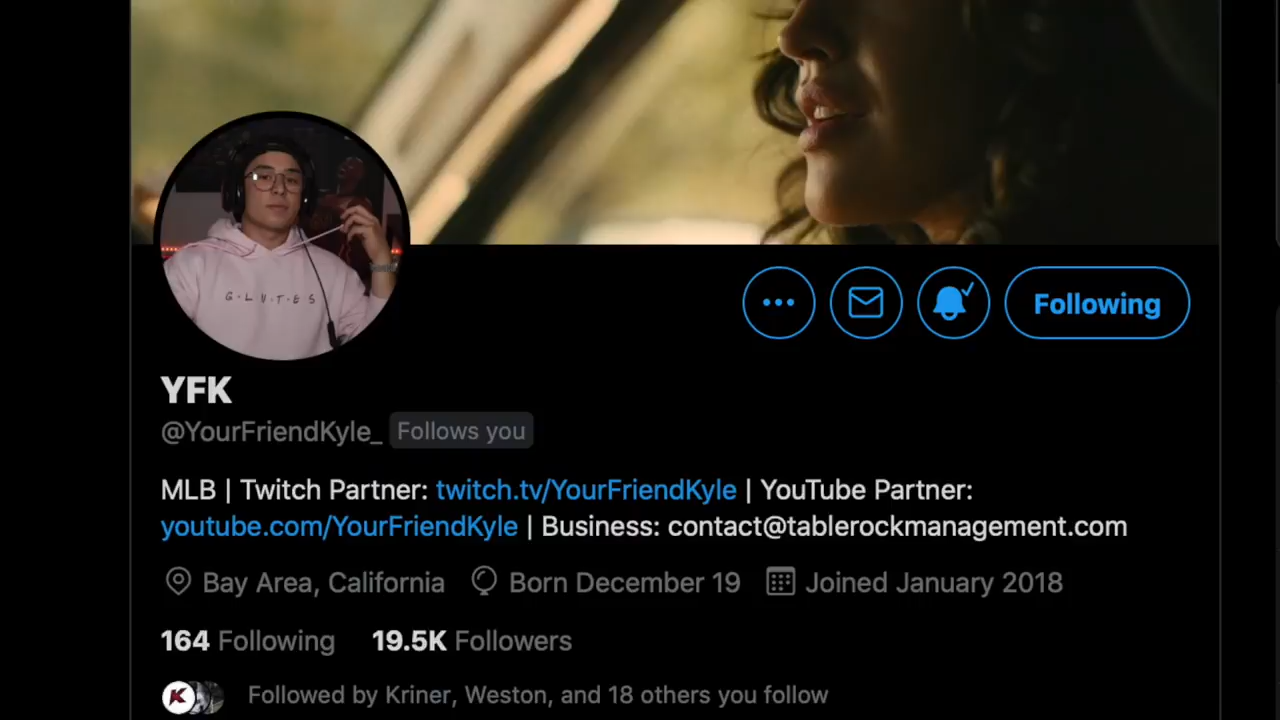 G·L·U·T·E·S
Following
YFK
@YourFriendKyle_ Follows you
MLB | Twitch Partner: twitch.tv/YourFriendKyle | YouTube Partner:
youtube.com/YourFriendKyle | Business: contact@tablerockmanagement.com
Bay Area, California Born December 19 Joined January 2018
164 Following 19.5K Followers
K
Followed by Kriner, Weston, and 18 others you follow